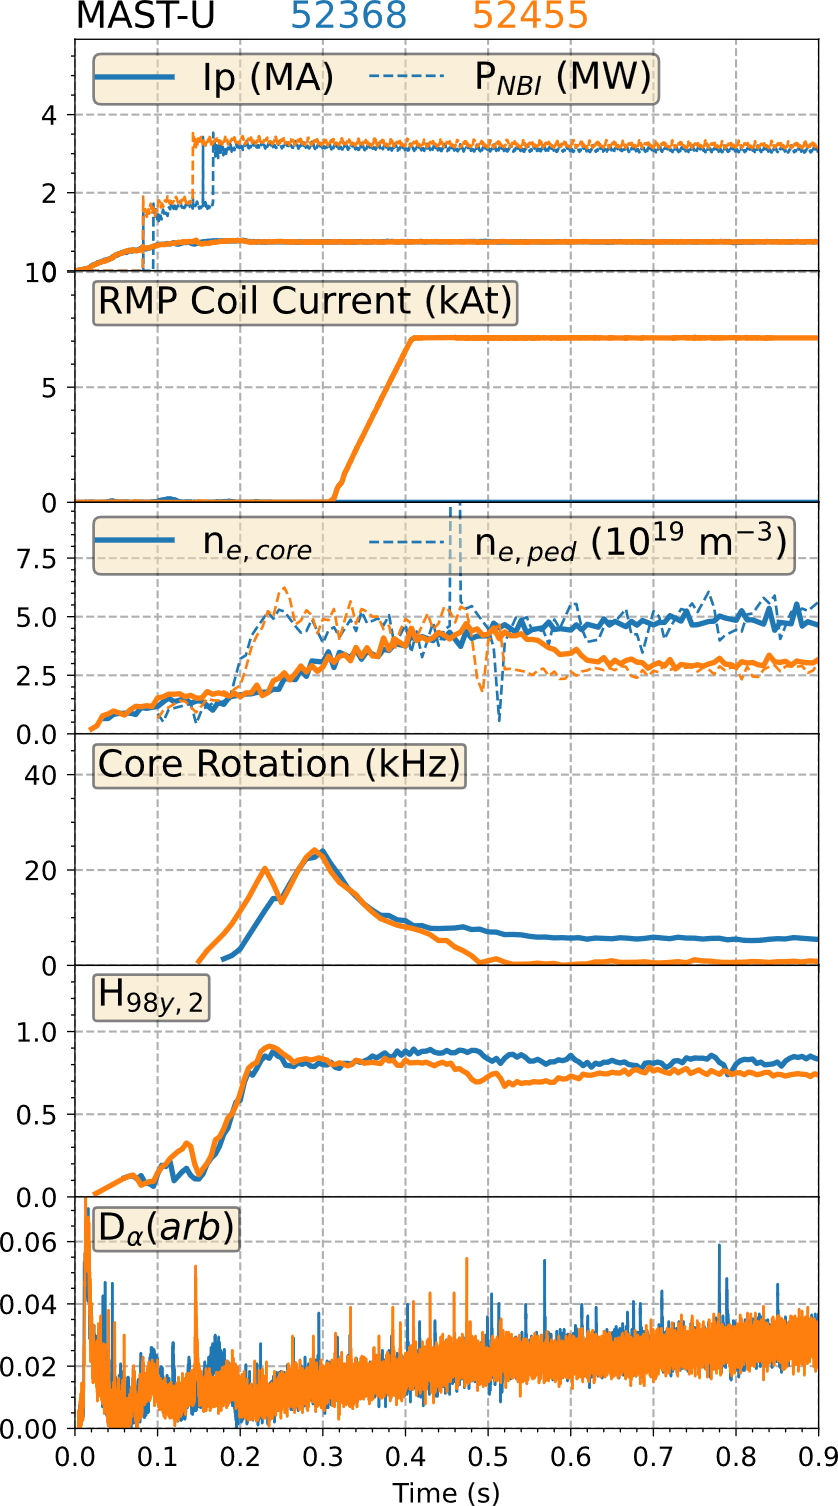 MAST-U 52368 52455
Ip (MA) P_NBI (MW)
4
2
10
RMP Coil Current (kAt)
5
0
n_e,core n_e,ped (10^19 m^−3)
7.5
5.0
2.5
0.0
Core Rotation (kHz)
40
20
0
H_98y,2
1.0
0.5
0.0
D_α(arb)
0.06
0.04
0.02
0.00
0.0 0.1 0.2 0.3 0.4 0.5 0.6 0.7 0.8 0.9
Time (s)